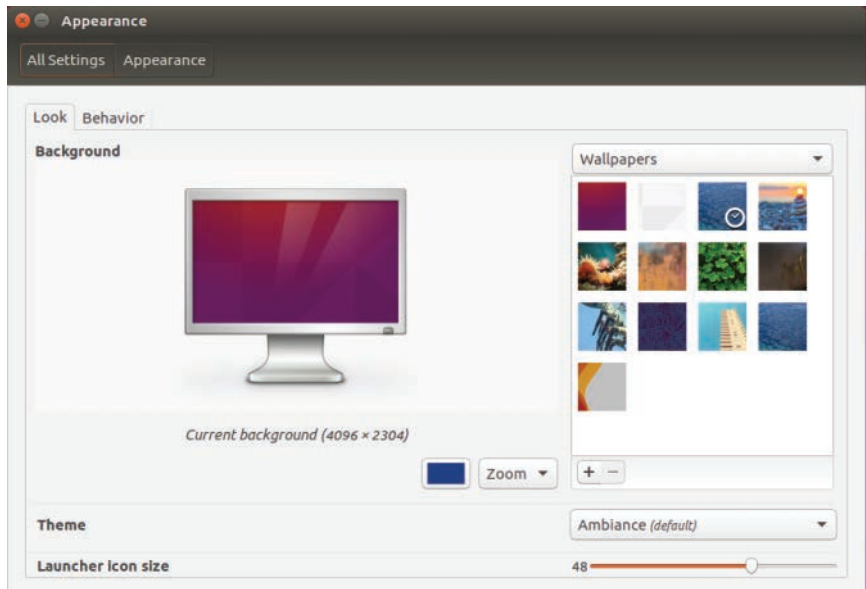 Appearance
All Settings Appearance
Look Behavior
Background
Wallpapers
Current background (4096 × 2304)
Zoom
+ −
Theme
Ambiance (default)
Launcher icon size
48